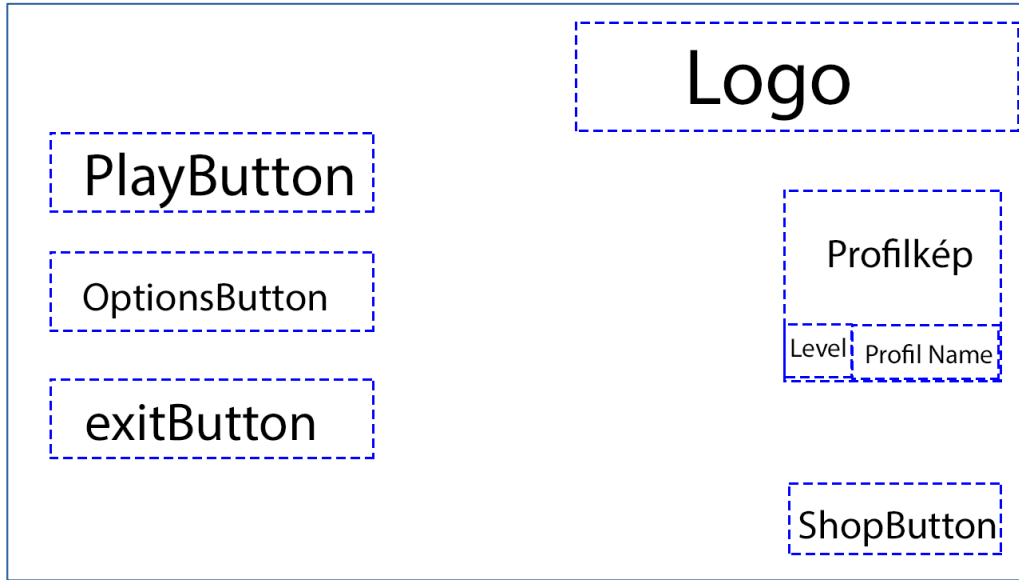 Logo
PlayButton
Profilkép
OptionsButton
Level
Profil Name
exitButton
ShopButton